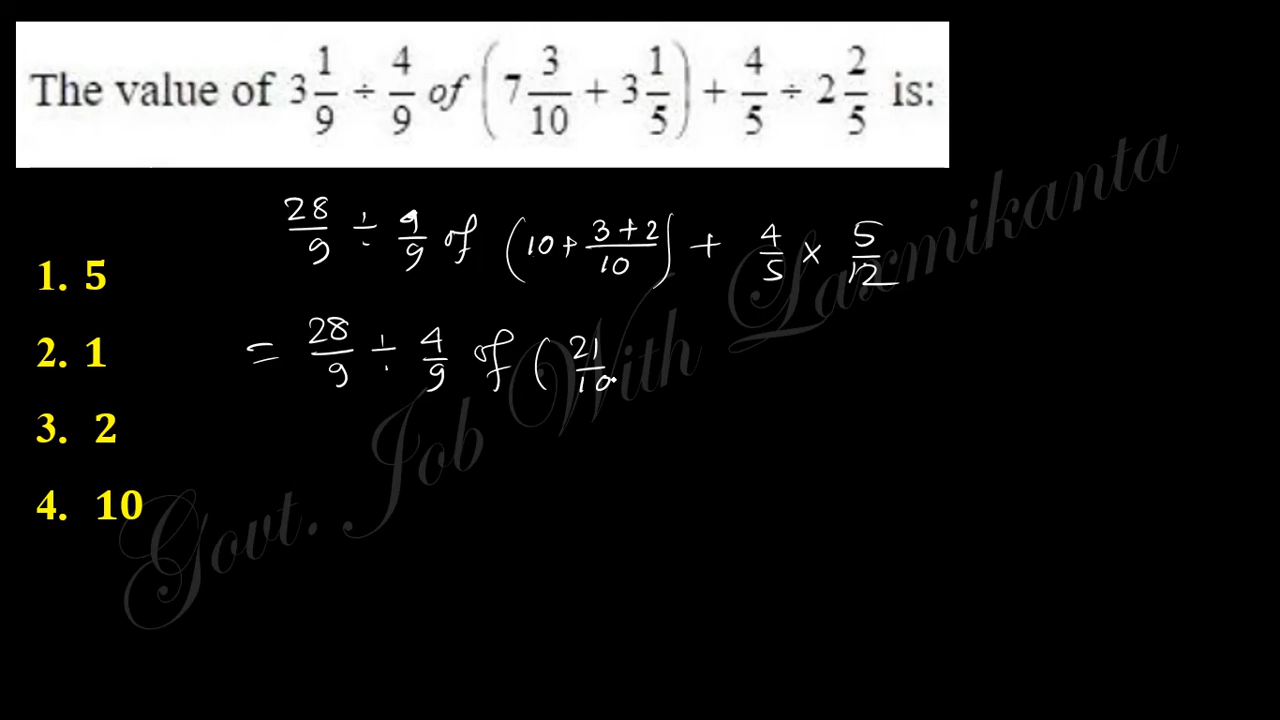 The value of 3 1/9 ÷ 4/9 of (7 3/10 + 3 1/5) + 4/5 ÷ 2 2/5 is:
28/9 ÷ 4/9 of (10 + 3+2/10) + 4/5 × 5/12
1. 5
= 28/9 ÷ 4/9 of (21/10
2. 1
3. 2
4. 10
Govt. Job With Laxmikanta